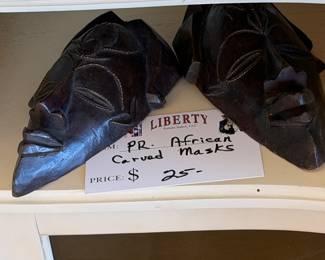 LIBERTY
M: PR. African
Carved Masks
PRICE: $ 25-